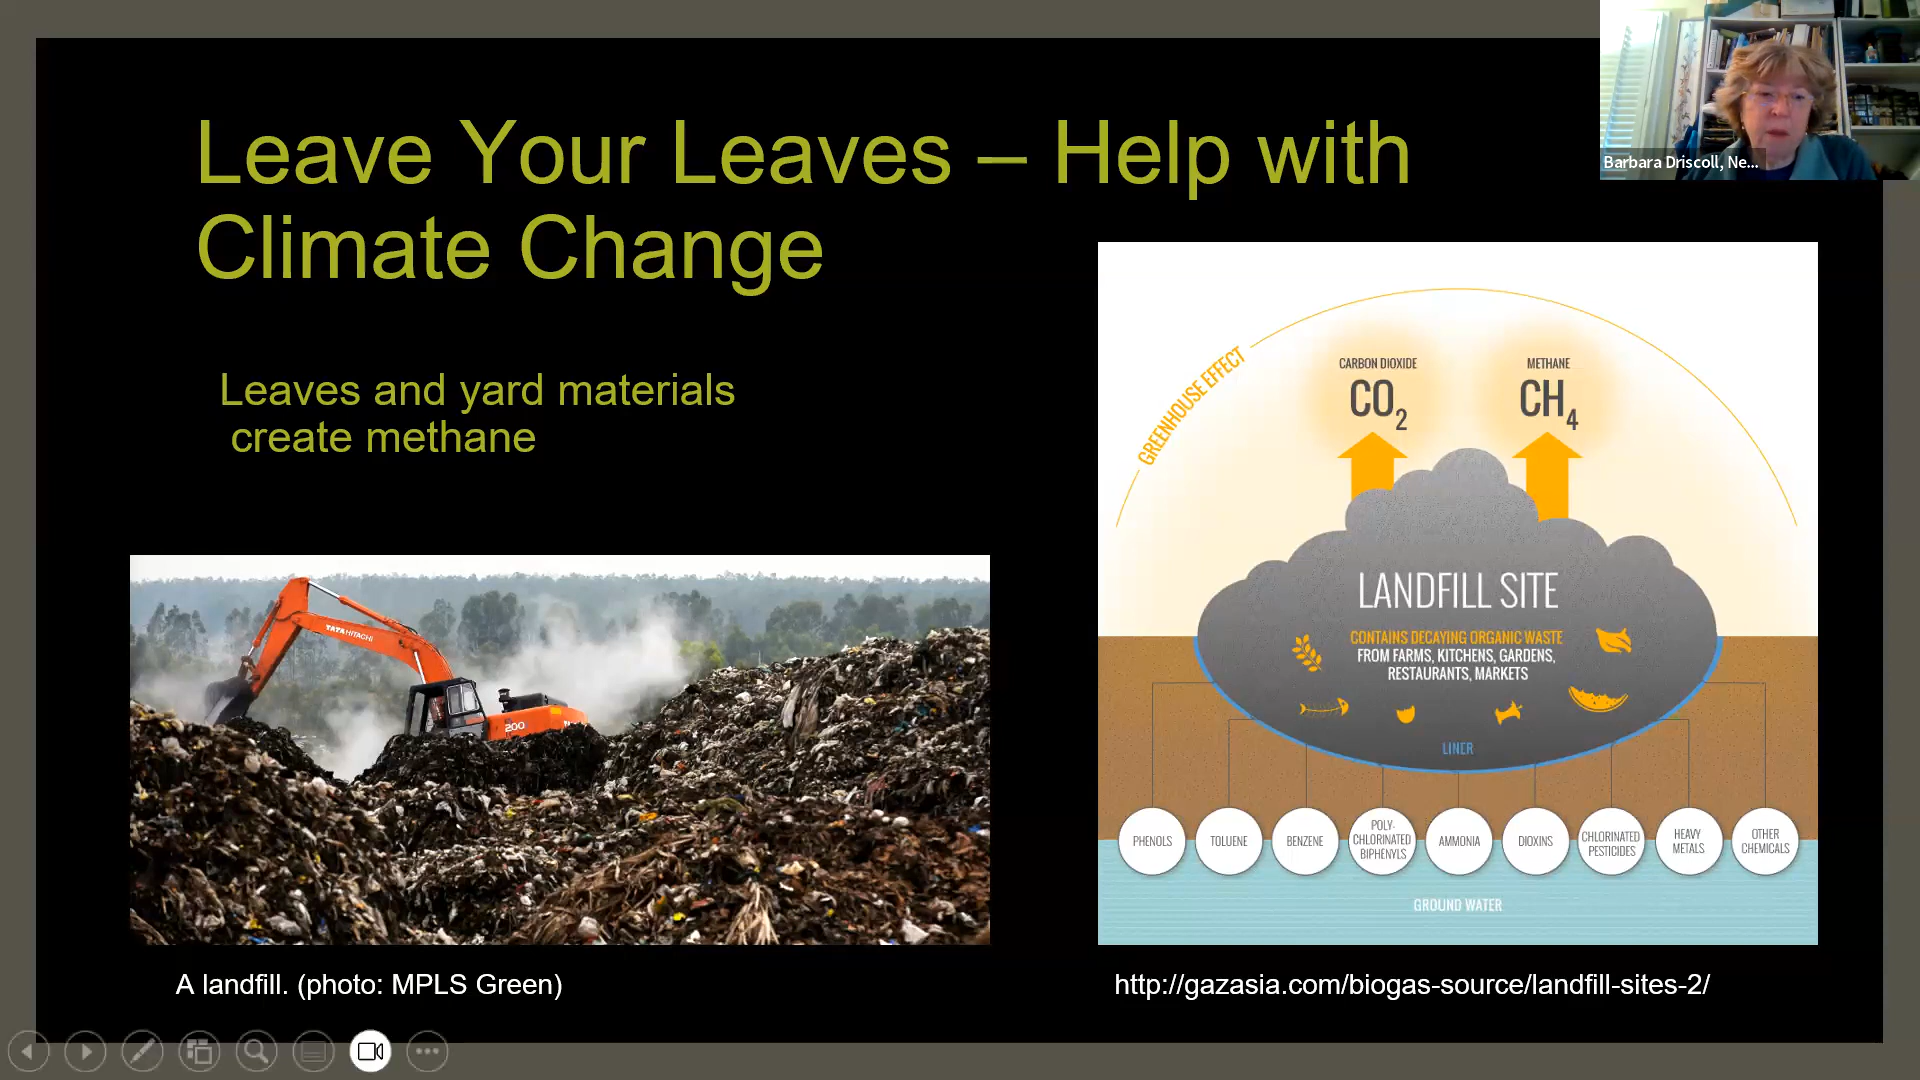 Leave Your Leaves – Help with
Climate Change
Barbara Driscoll, Ne...
Leaves and yard materials
create methane
TATA HITACHI
200
A landfill. (photo: MPLS Green)
GREENHOUSE EFFECT
CARBON DIOXIDE
CO2
METHANE
CH4
LANDFILL SITE
CONTAINS DECAYING ORGANIC WASTE
FROM FARMS, KITCHENS, GARDENS,
RESTAURANTS, MARKETS
LINER
PHENOLS
TOLUENE
BENZENE
POLY-
CHLORINATED
BIPHENYLS
AMMONIA
DIOXINS
CHLORINATED
PESTICIDES
HEAVY
METALS
OTHER
CHEMICALS
GROUND WATER
http://gazasia.com/biogas-source/landfill-sites-2/